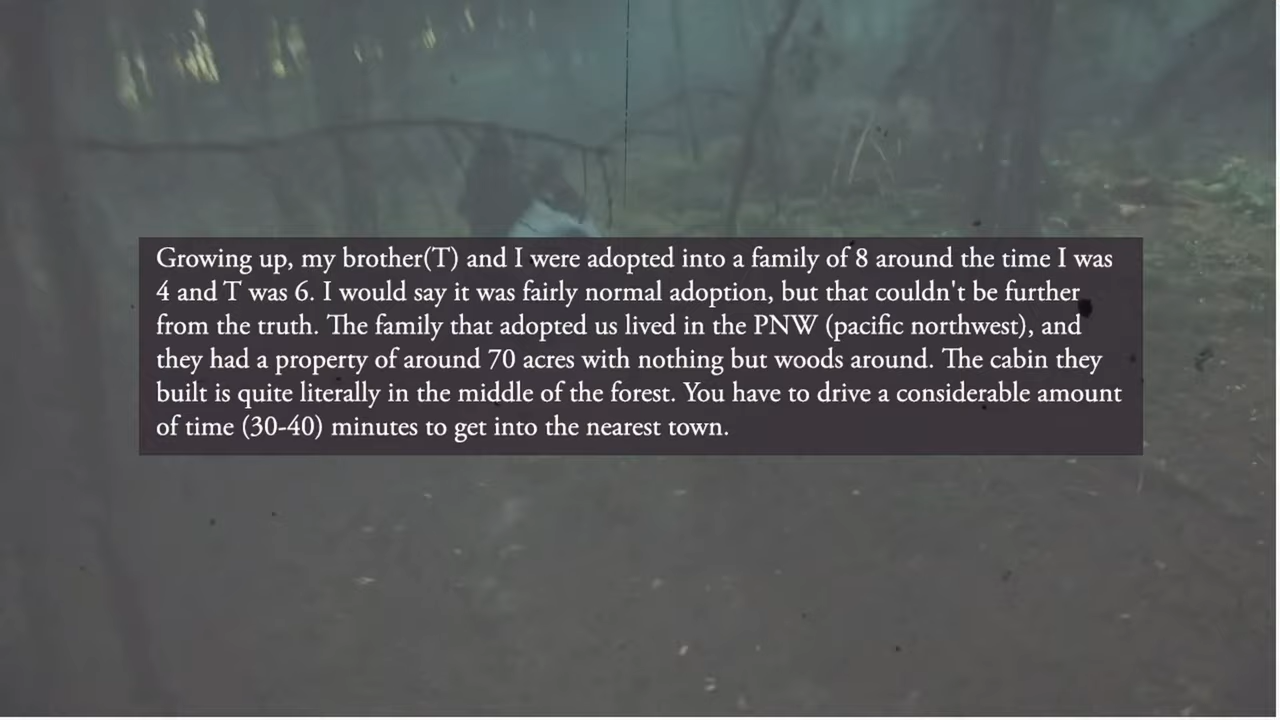 Growing up, my brother(T) and I were adopted into a family of 8 around the time I was
4 and T was 6. I would say it was fairly normal adoption, but that couldn't be further
from the truth. The family that adopted us lived in the PNW (pacific northwest), and
they had a property of around 70 acres with nothing but woods around. The cabin they
built is quite literally in the middle of the forest. You have to drive a considerable amount
of time (30-40) minutes to get into the nearest town.